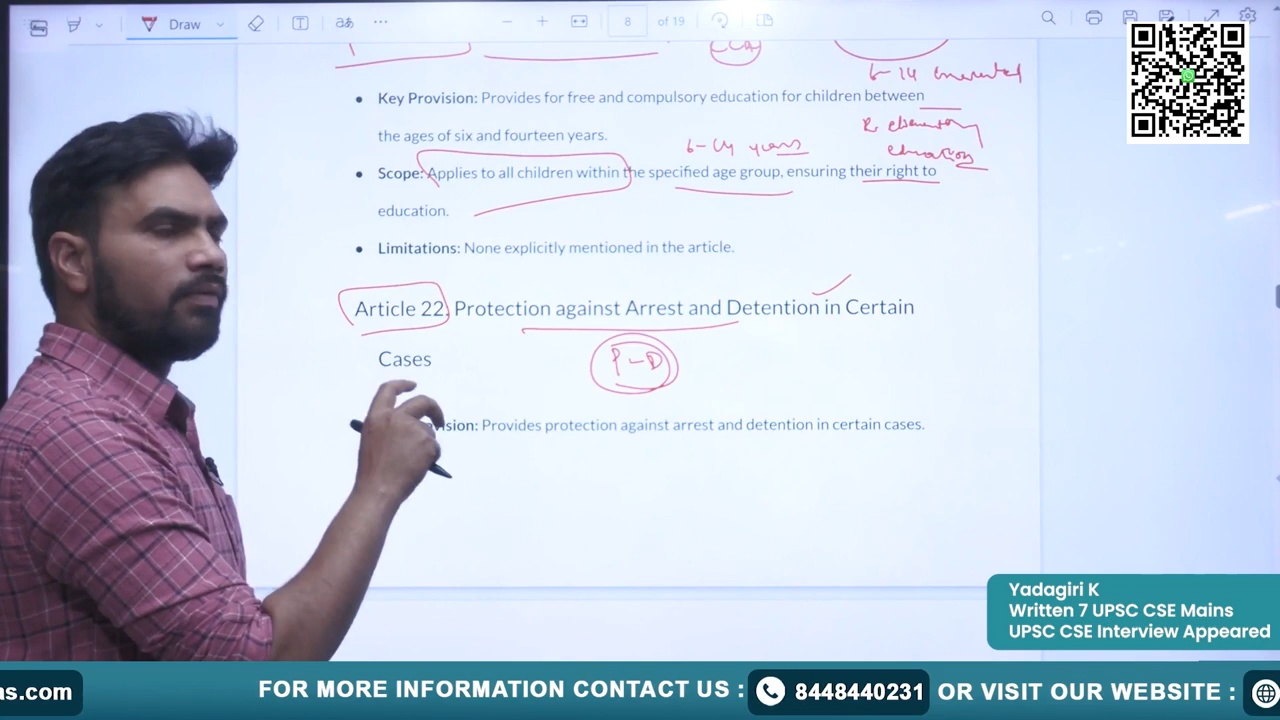 Draw
8
of 19
6-14
• Key Provision: Provides for free and compulsory education for children between
the ages of six and fourteen years.
6-14 years
• Scope: Applies to all children within the specified age group, ensuring their right to
education.
• Limitations: None explicitly mentioned in the article.
Article 22: Protection against Arrest and Detention in Certain
P-D
Cases
ision: Provides protection against arrest and detention in certain cases.
Yadagiri K
Written 7 UPSC CSE Mains
UPSC CSE Interview Appeared
as.com
FOR MORE INFORMATION CONTACT US :
8448440231
OR VISIT OUR WEBSITE :